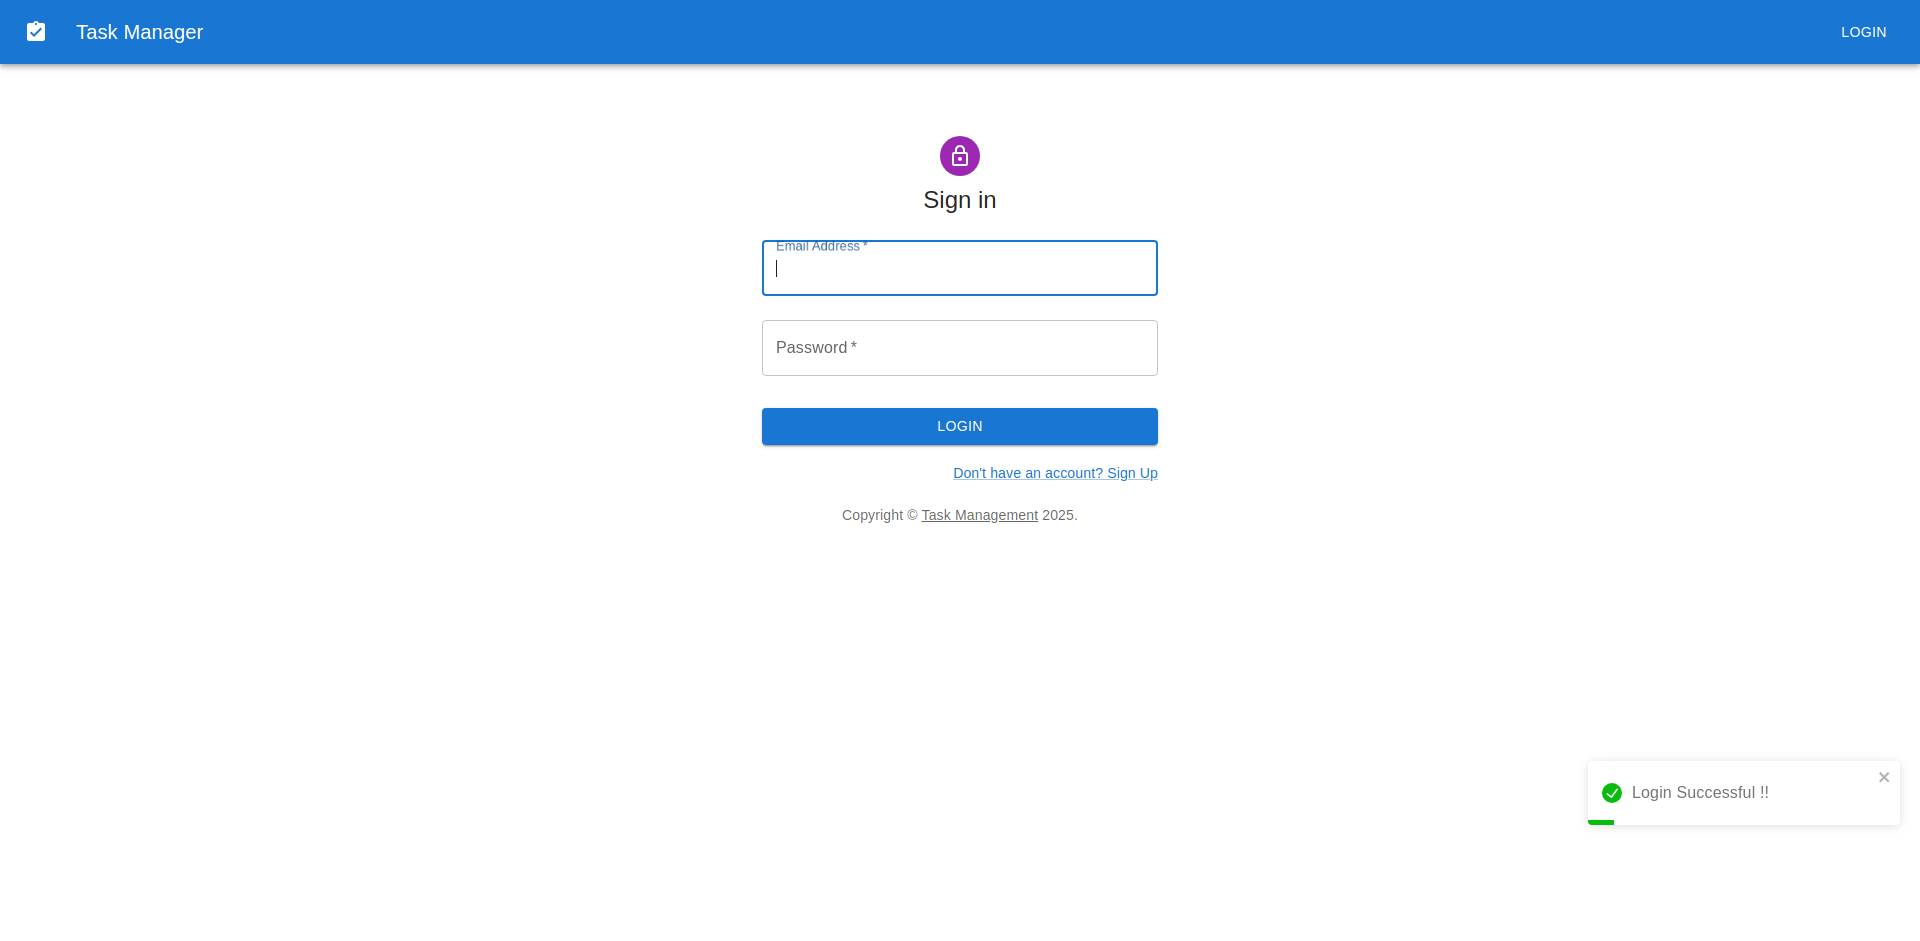 Task Manager
LOGIN
Sign in
Email Address *
Password *
LOGIN
Don't have an account? Sign Up
Copyright © Task Management 2025.
Login Successful !!